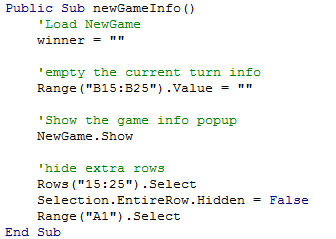 Public Sub newGameInfo()
    'Load NewGame
    winner = ""

    'empty the current turn info
    Range("B15:B25").Value = ""

    'Show the game info popup
    NewGame.Show

    'hide extra rows
    Rows("15:25").Select
    Selection.EntireRow.Hidden = False
    Range("A1").Select
End Sub